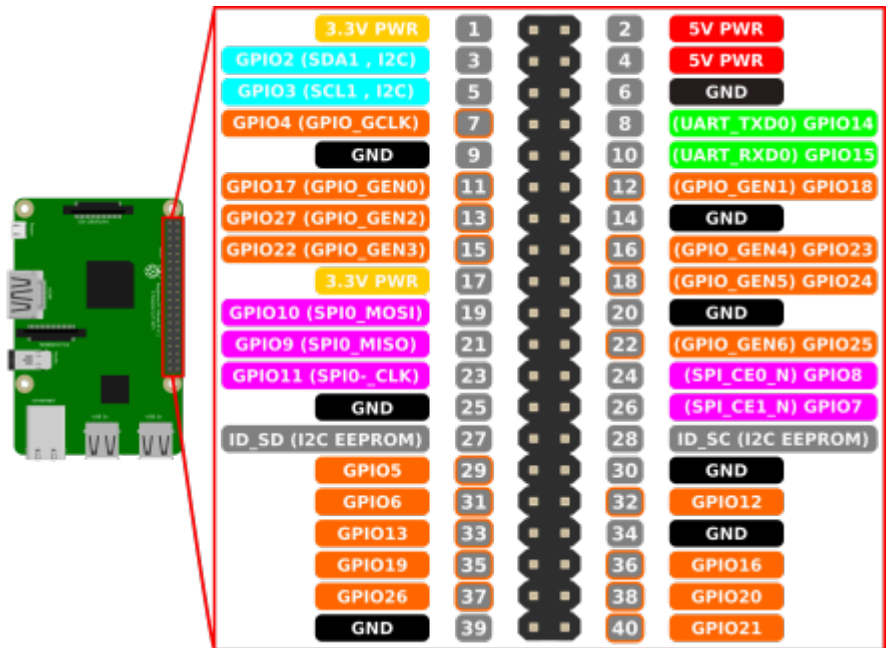 3.3V PWR 1 2 5V PWR
GPIO2 (SDA1 , I2C) 3 4 5V PWR
GPIO3 (SCL1 , I2C) 5 6 GND
GPIO4 (GPIO_GCLK) 7 8 (UART_TXD0) GPIO14
GND 9 10 (UART_RXD0) GPIO15
GPIO17 (GPIO_GEN0) 11 12 (GPIO_GEN1) GPIO18
GPIO27 (GPIO_GEN2) 13 14 GND
GPIO22 (GPIO_GEN3) 15 16 (GPIO_GEN4) GPIO23
3.3V PWR 17 18 (GPIO_GEN5) GPIO24
GPIO10 (SPI0_MOSI) 19 20 GND
GPIO9 (SPI0_MISO) 21 22 (GPIO_GEN6) GPIO25
GPIO11 (SPI0-_CLK) 23 24 (SPI_CE0_N) GPIO8
GND 25 26 (SPI_CE1_N) GPIO7
ID_SD (I2C EEPROM) 27 28 ID_SC (I2C EEPROM)
GPIO5 29 30 GND
GPIO6 31 32 GPIO12
GPIO13 33 34 GND
GPIO19 35 36 GPIO16
GPIO26 37 38 GPIO20
GND 39 40 GPIO21